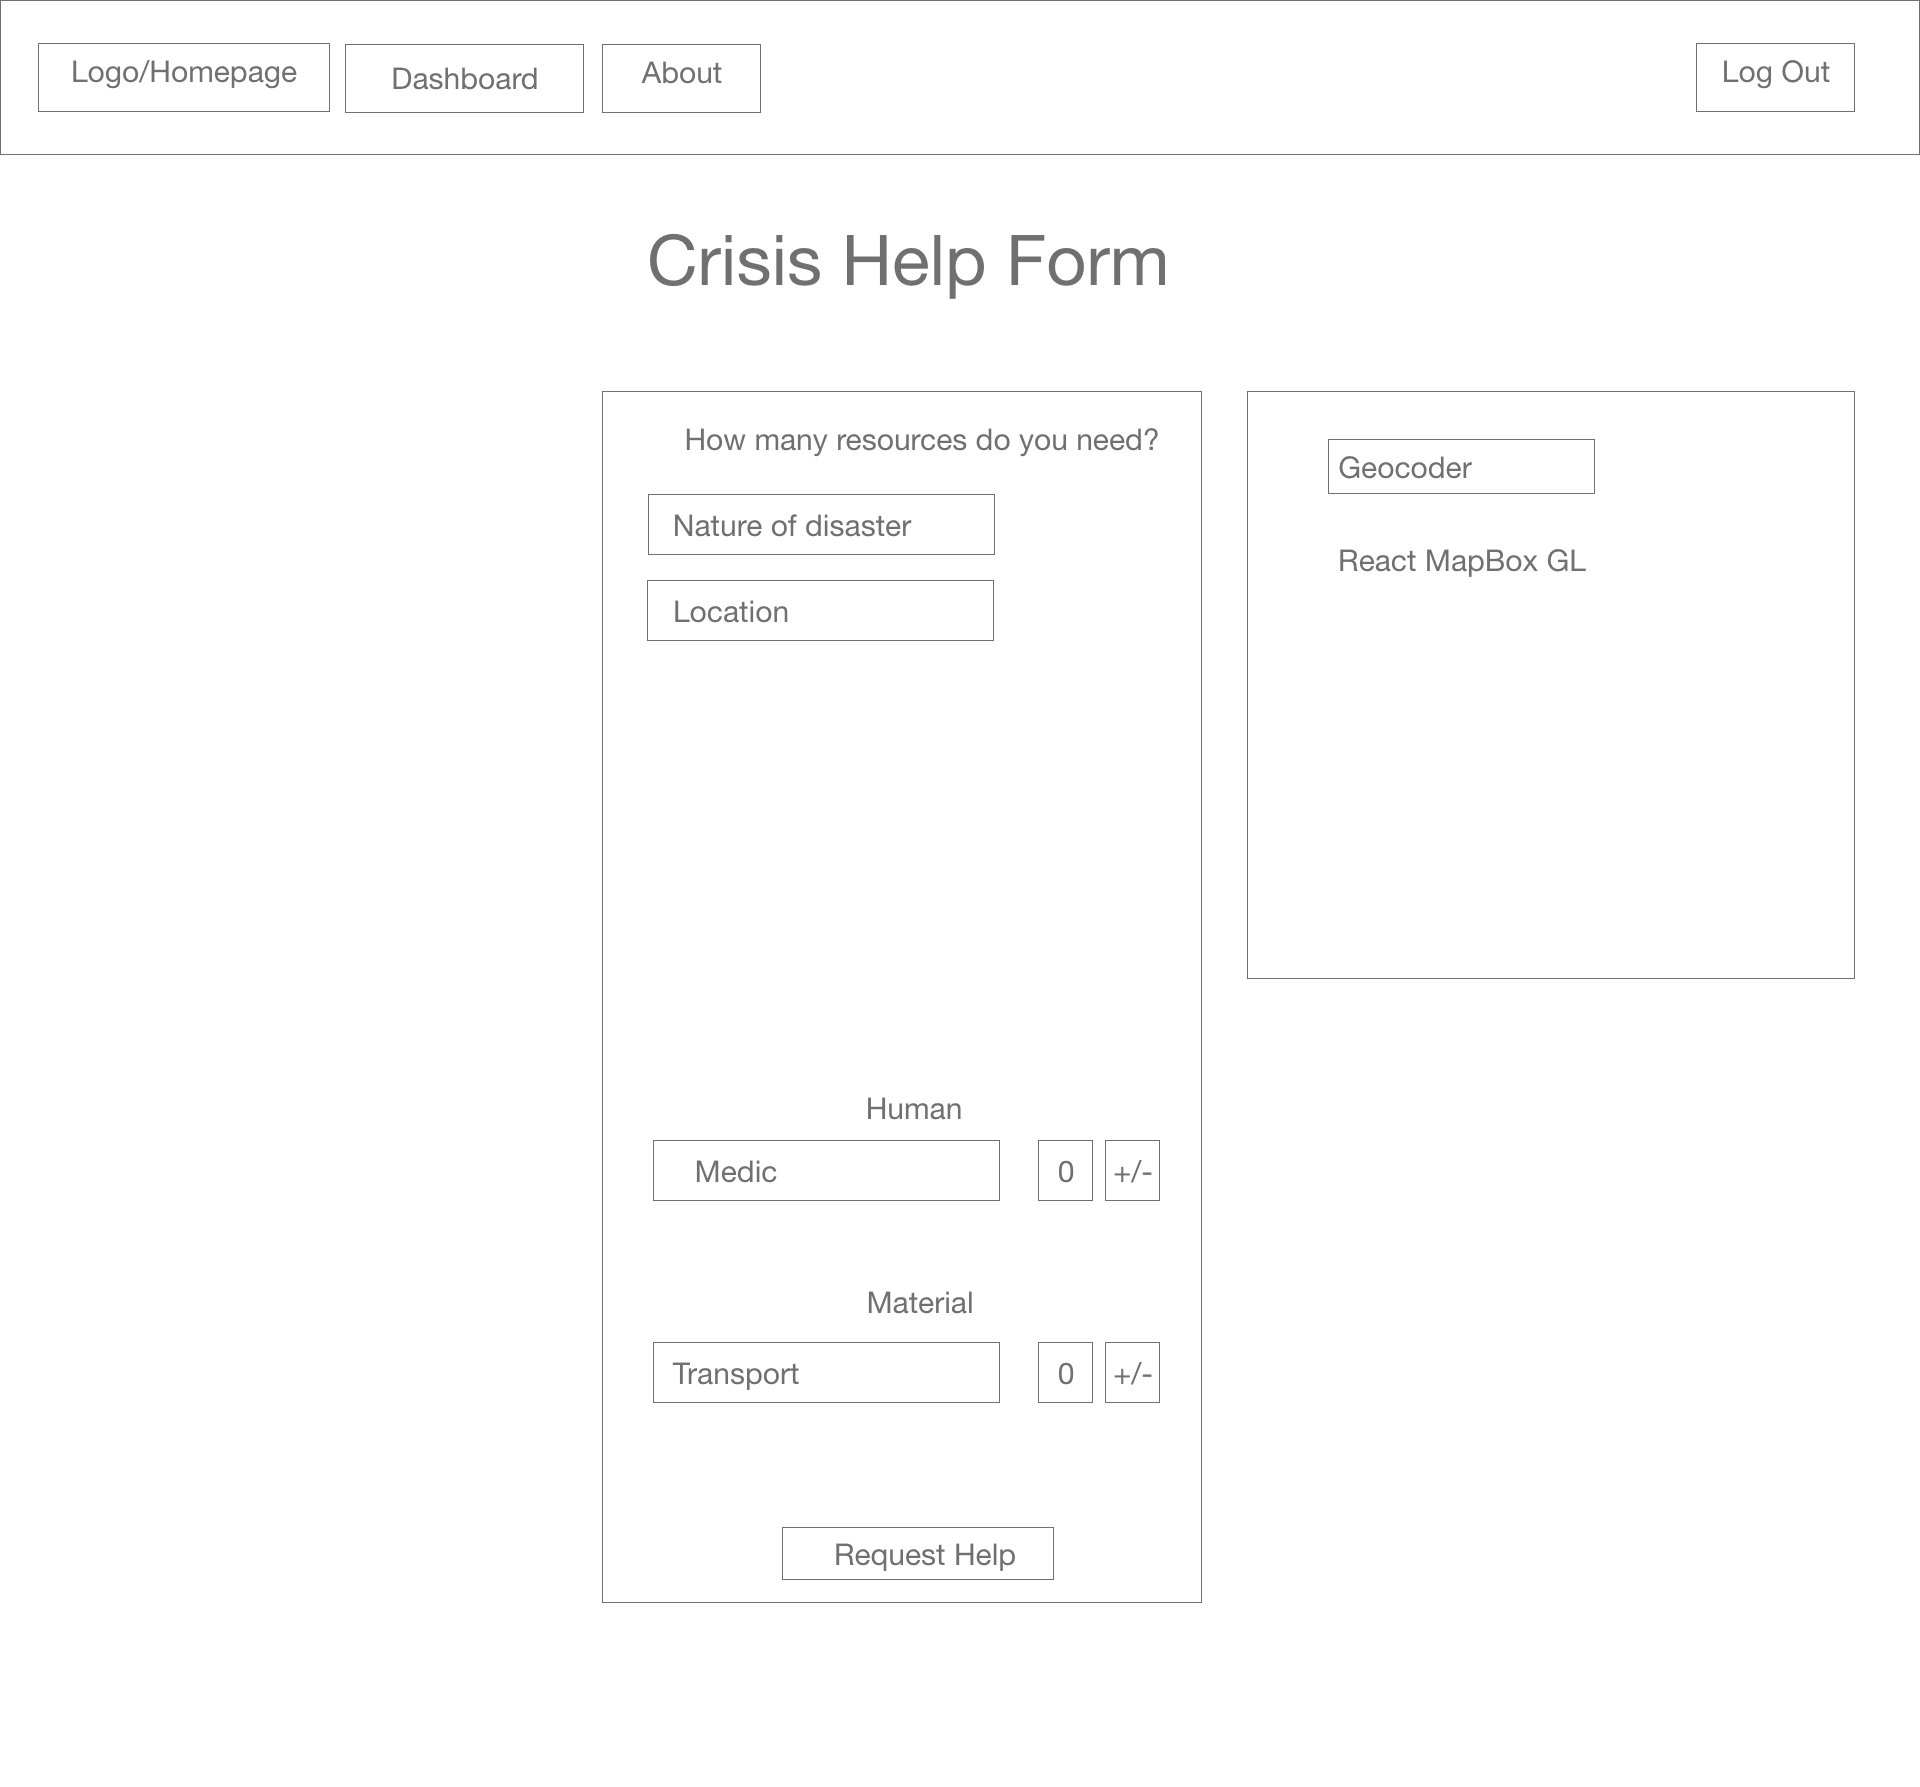 Logo/Homepage
Dashboard
About
Log Out
Crisis Help Form
How many resources do you need?
Nature of disaster
Location
Geocoder
React MapBox GL
Human
Medic 0 +/-
Material
Transport 0 +/-
Request Help